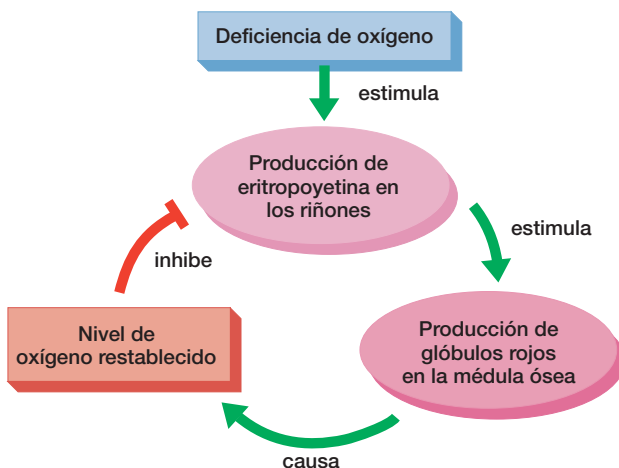 Deficiencia de oxígeno
estimula
Producción de
eritropoyetina en
los riñones
estimula
inhibe
Nivel de
oxígeno restablecido
Producción de
glóbulos rojos
en la médula ósea
causa